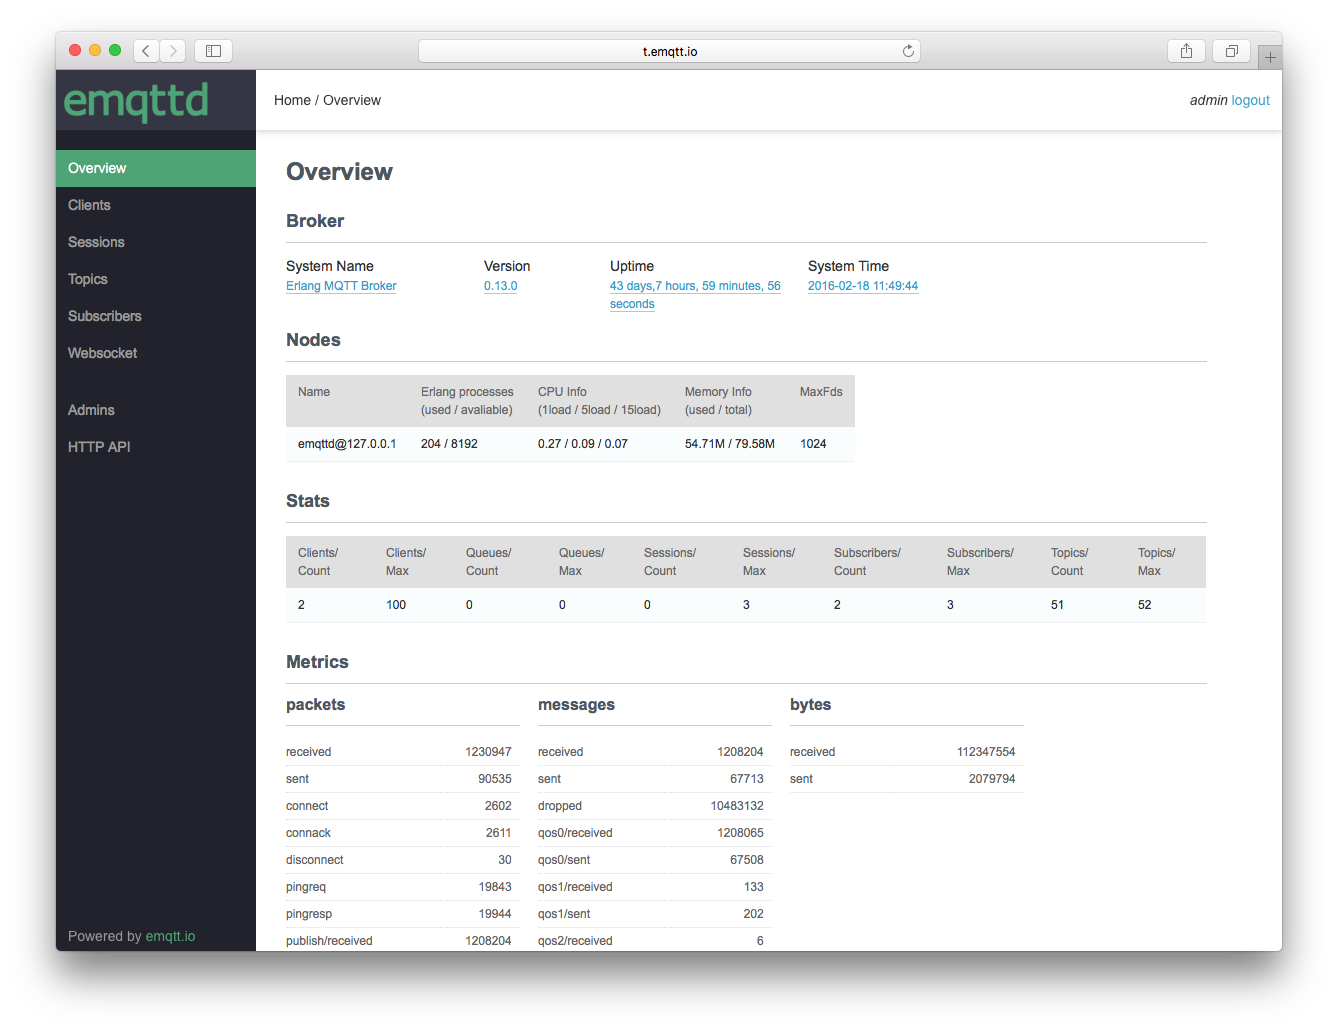 t.emqtt.io
emqttd
Home / Overview
admin logout
Overview
Clients
Sessions
Topics
Subscribers
Websocket
Admins
HTTP API
Powered by emqtt.io
Overview
Broker
System Name Version Uptime System Time
Erlang MQTT Broker 0.13.0 43 days,7 hours, 59 minutes, 56 2016-02-18 11:49:44
seconds
Nodes
Name Erlang processes CPU Info Memory Info MaxFds
(used / avaliable) (1load / 5load / 15load) (used / total)
emqttd@127.0.0.1 204 / 8192 0.27 / 0.09 / 0.07 54.71M / 79.58M 1024
Stats
Clients/ Clients/ Queues/ Queues/ Sessions/ Sessions/ Subscribers/ Subscribers/ Topics/ Topics/
Count Max Count Max Count Max Count Max Count Max
2 100 0 0 0 3 2 3 51 52
Metrics
packets
received 1230947
sent 90535
connect 2602
connack 2611
disconnect 30
pingreq 19843
pingresp 19944
publish/received 1208204
messages
received 1208204
sent 67713
dropped 10483132
qos0/received 1208065
qos0/sent 67508
qos1/received 133
qos1/sent 202
qos2/received 6
bytes
received 112347554
sent 2079794